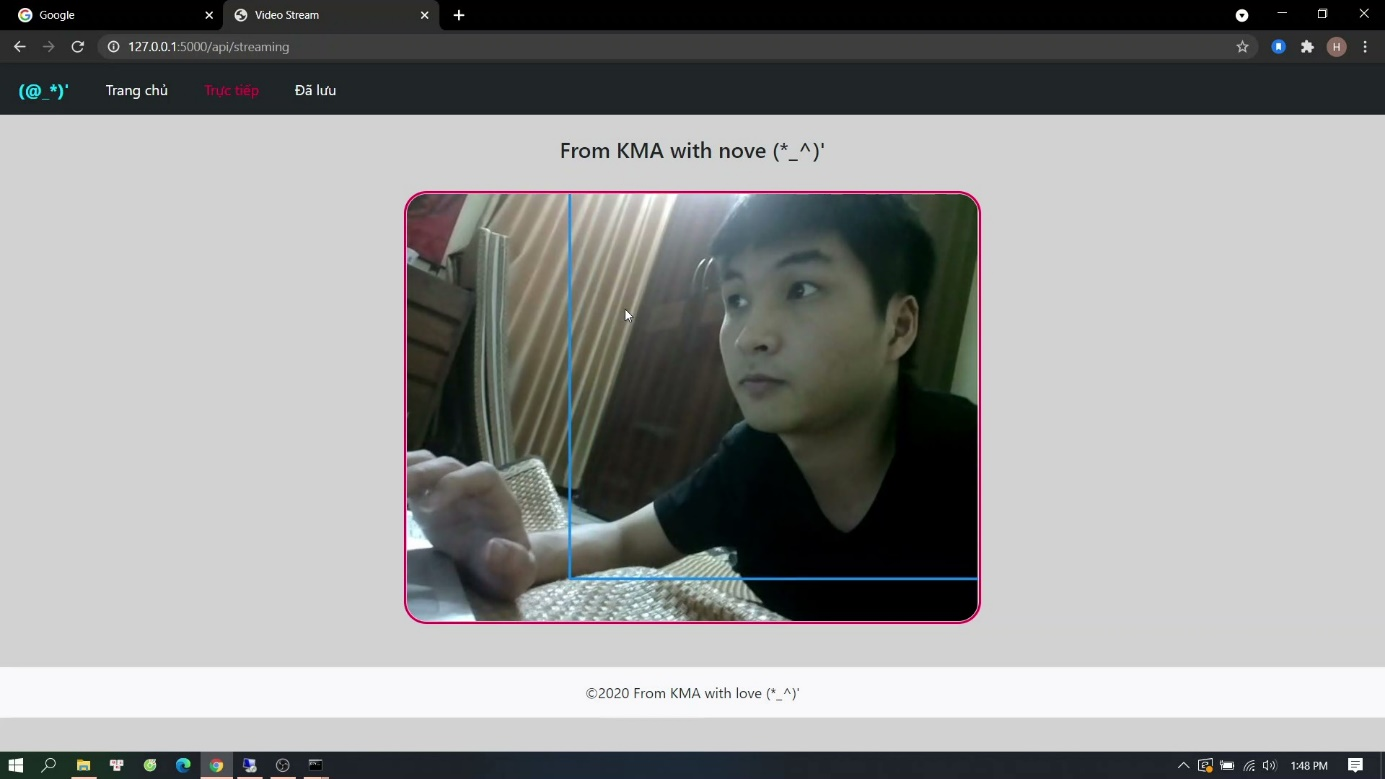 Google
Video Stream
127.0.0.1:5000/api/streaming
H
(@_*)' Trang chủ Trực tiếp Đã lưu
From KMA with nove (*_^)'
©2020 From KMA with love (*_^)'
1:48 PM